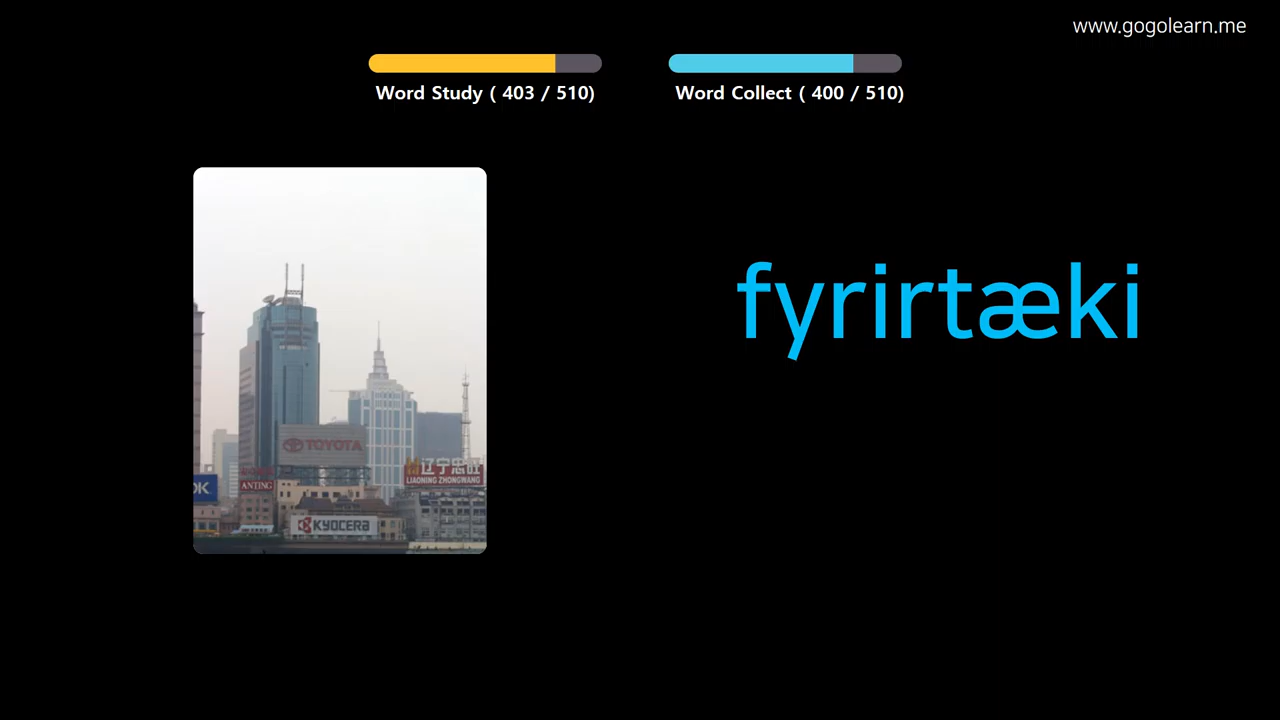 www.gogolearn.me
Word Study ( 403 / 510)
Word Collect ( 400 / 510)
fyrirtæki
TOYOTA
辽宁忠旺
LIAONING ZHONGWANG
ANTING
OK
KYOCERA